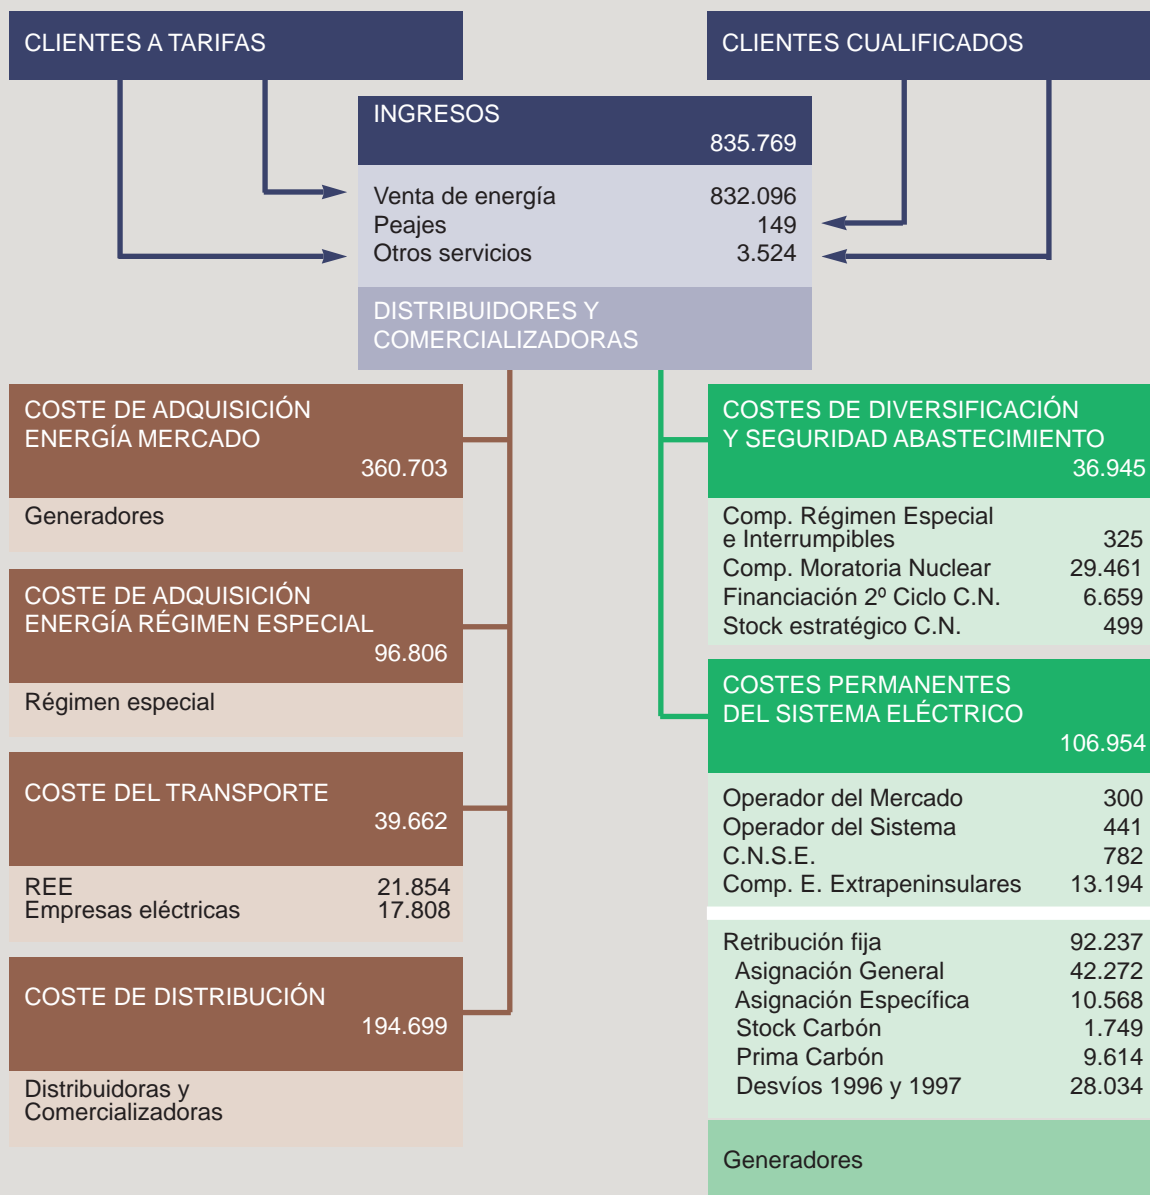 CLIENTES A TARIFAS
CLIENTES CUALIFICADOS
INGRESOS
835.769
Venta de energía 832.096
Peajes 149
Otros servicios 3.524
DISTRIBUIDORES Y
COMERCIALIZADORAS
COSTE DE ADQUISICIÓN
ENERGÍA MERCADO
360.703
Generadores
COSTE DE ADQUISICIÓN
ENERGÍA RÉGIMEN ESPECIAL
96.806
Régimen especial
COSTE DEL TRANSPORTE
39.662
REE 21.854
Empresas eléctricas 17.808
COSTE DE DISTRIBUCIÓN
194.699
Distribuidoras y
Comercializadoras
COSTES DE DIVERSIFICACIÓN
Y SEGURIDAD ABASTECIMIENTO
36.945
Comp. Régimen Especial
e Interrumpibles 325
Comp. Moratoria Nuclear 29.461
Financiación 2º Ciclo C.N. 6.659
Stock estratégico C.N. 499
COSTES PERMANENTES
DEL SISTEMA ELÉCTRICO
106.954
Operador del Mercado 300
Operador del Sistema 441
C.N.S.E. 782
Comp. E. Extrapeninsulares 13.194
Retribución fija 92.237
Asignación General 42.272
Asignación Específica 10.568
Stock Carbón 1.749
Prima Carbón 9.614
Desvíos 1996 y 1997 28.034
Generadores